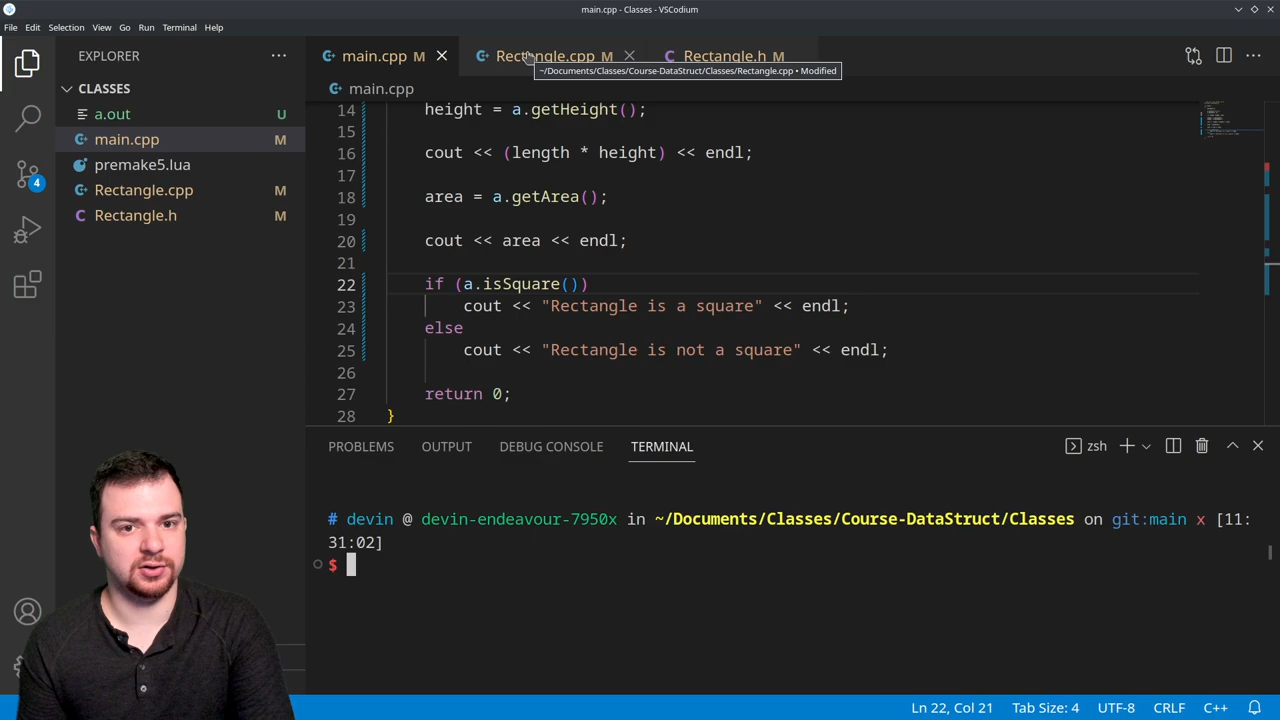 main.cpp - Classes - VSCodium
File Edit Selection View Go Run Terminal Help
EXPLORER
CLASSES
a.out U
main.cpp M
premake5.lua
Rectangle.cpp M
Rectangle.h M
4
main.cpp M
Rectangle.cpp M
Rectangle.h M
~/Documents/Classes/Course-DataStruct/Classes/Rectangle.cpp • Modified
main.cpp
14 height = a.getHeight();
15
16 cout << (length * height) << endl;
17
18 area = a.getArea();
19
20 cout << area << endl;
21
22 if (a.isSquare())
23 cout << "Rectangle is a square" << endl;
24 else
25 cout << "Rectangle is not a square" << endl;
26
27 return 0;
28 }
PROBLEMS OUTPUT DEBUG CONSOLE TERMINAL
zsh
# devin @ devin-endeavour-7950x in ~/Documents/Classes/Course-DataStruct/Classes on git:main x [11:
31:02]
$
Ln 22, Col 21 Tab Size: 4 UTF-8 CRLF C++